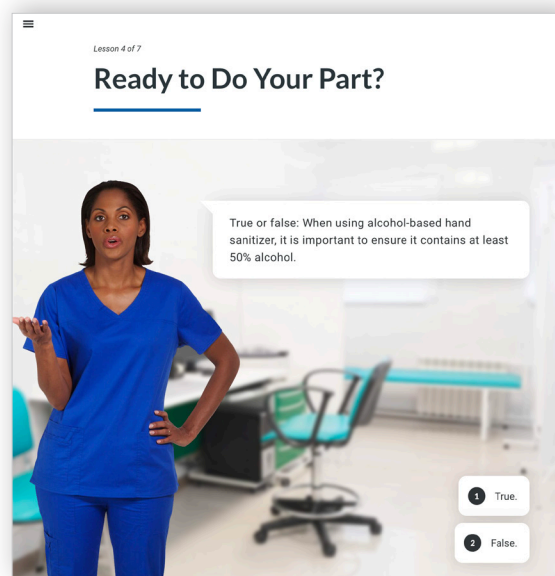 Lesson 4 of 7
Ready to Do Your Part?
True or false: When using alcohol-based hand
sanitizer, it is important to ensure it contains at least
50% alcohol.
1 True.
2 False.